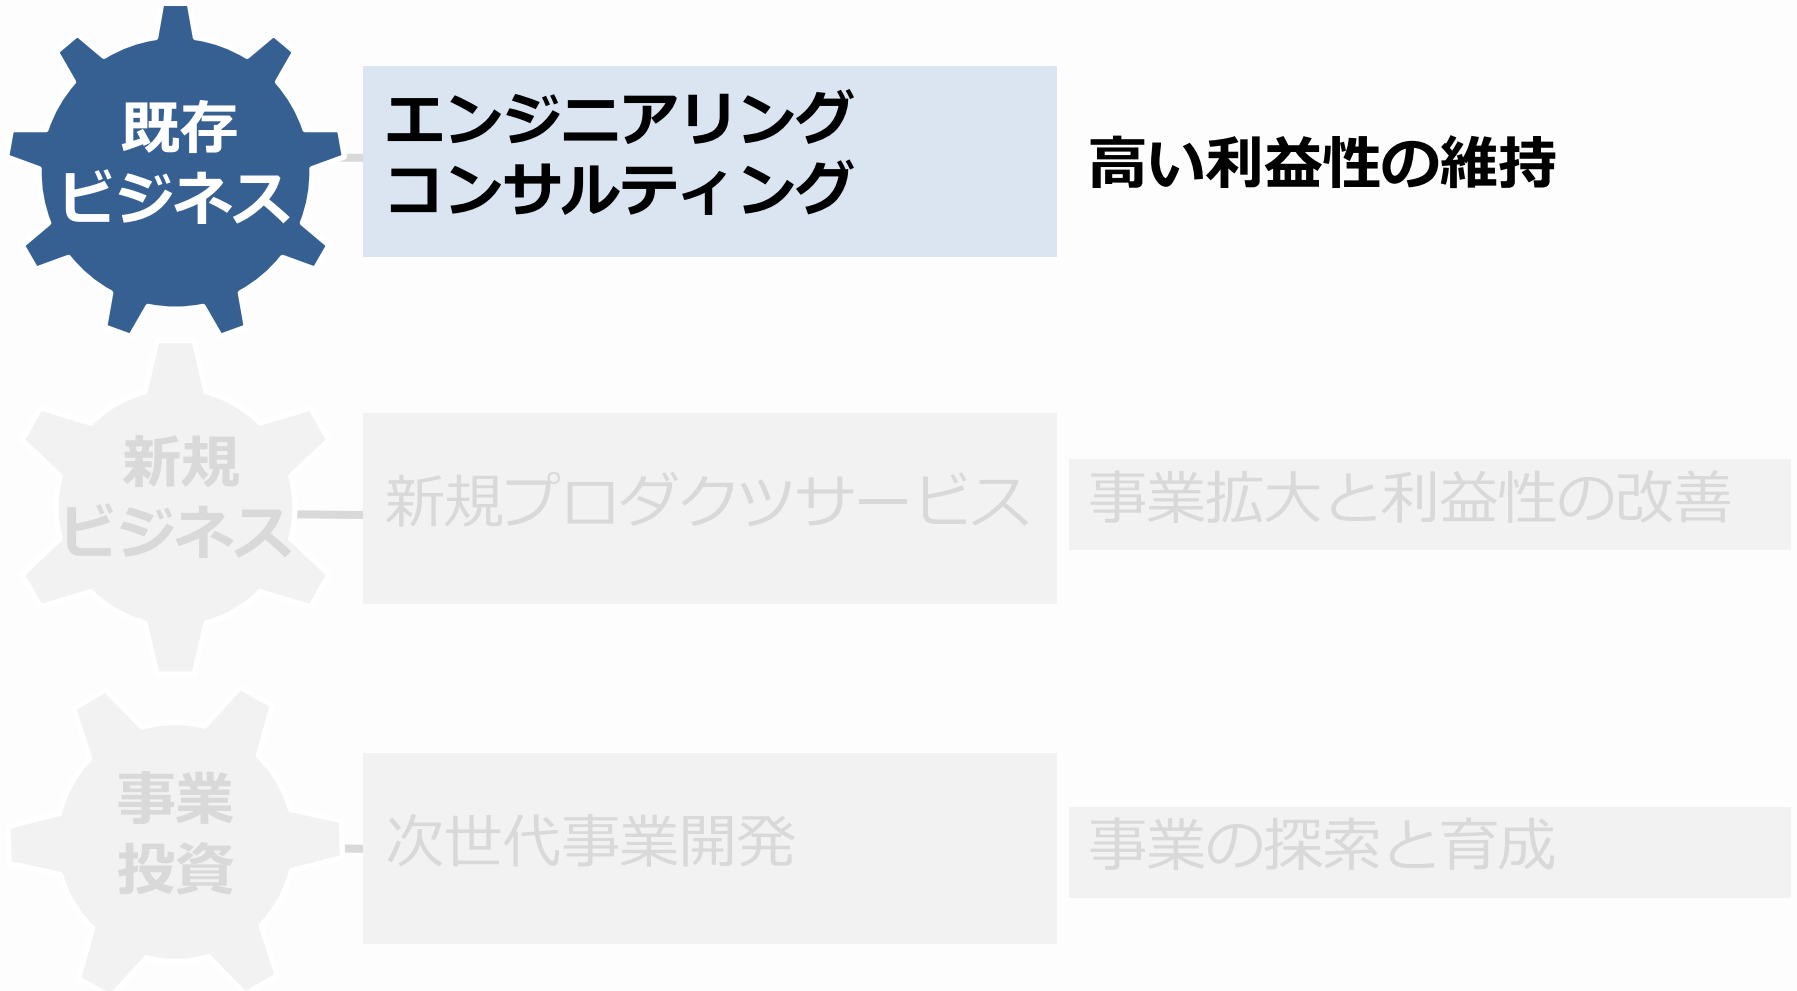 既存
ビジネス
エンジニアリング
コンサルティング
高い利益性の維持
新規
ビジネス
新規プロダクツサービス
事業拡大と利益性の改善
事業
投資
次世代事業開発
事業の探索と育成